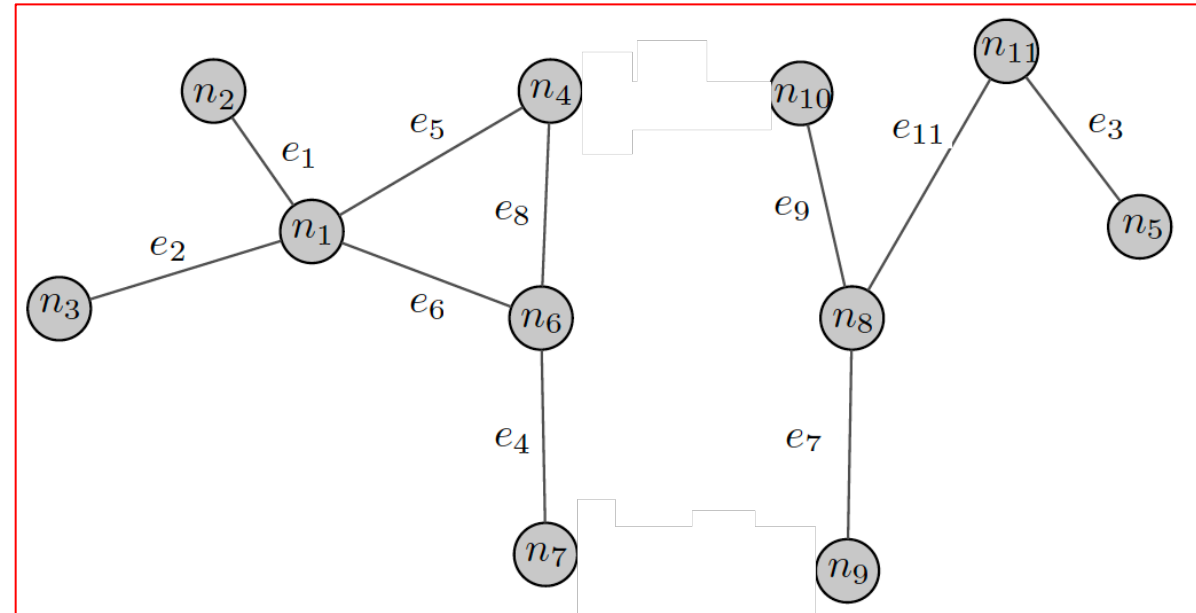 n₁₁
n₂
n₄
n₁₀
e₅
e₁₁
e₃
e₁
e₈
e₉
n₁
n₅
e₂
n₃
e₆
n₆
n₈
e₄
e₇
n₇
n₉